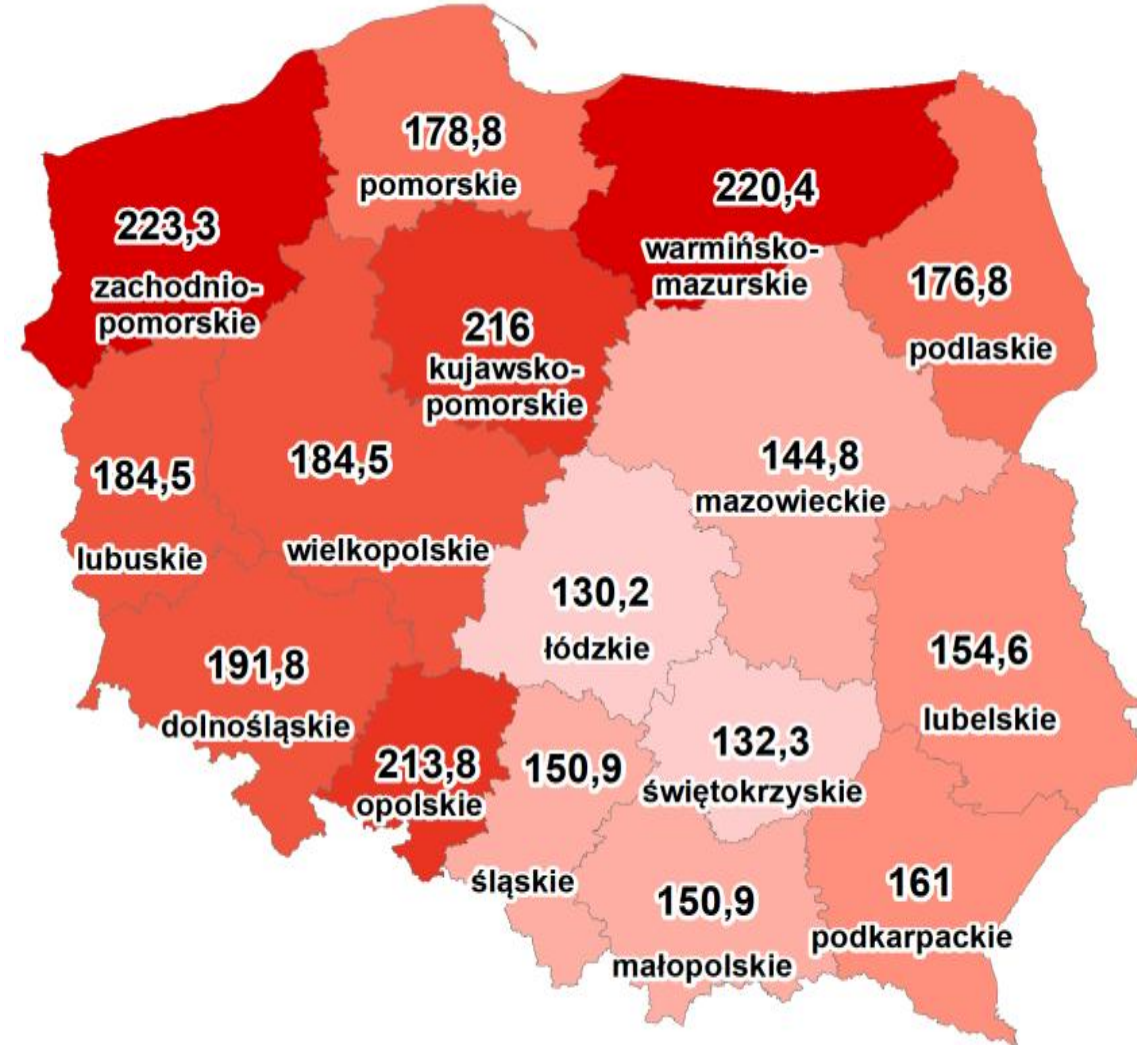 178,8
pomorskie
220,4
warmińsko-
mazurskie
223,3
zachodnio-
pomorskie
176,8
podlaskie
216
kujawsko-
pomorskie
184,5
lubuskie
184,5
wielkopolskie
144,8
mazowieckie
130,2
łódzkie
191,8
dolnośląskie
154,6
lubelskie
213,8
opolskie
150,9
śląskie
132,3
świętokrzyskie
150,9
małopolskie
161
podkarpackie